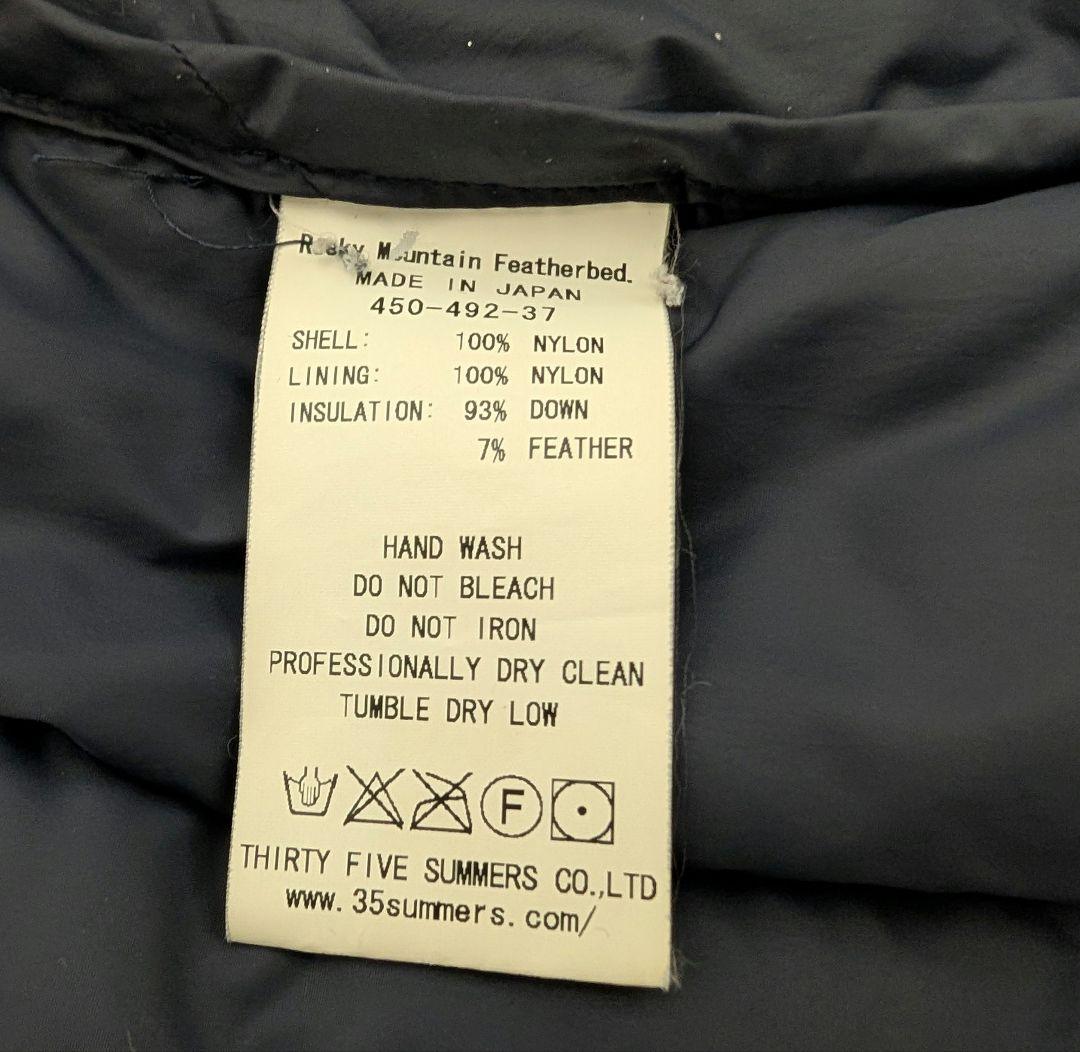 Rocky Mountain Featherbed.
MADE IN JAPAN
450-492-37
SHELL: 100% NYLON
LINING: 100% NYLON
INSULATION: 93% DOWN
7% FEATHER
HAND WASH
DO NOT BLEACH
DO NOT IRON
PROFESSIONALLY DRY CLEAN
TUMBLE DRY LOW
F
THIRTY FIVE SUMMERS CO.,LTD
www.35summers.com/